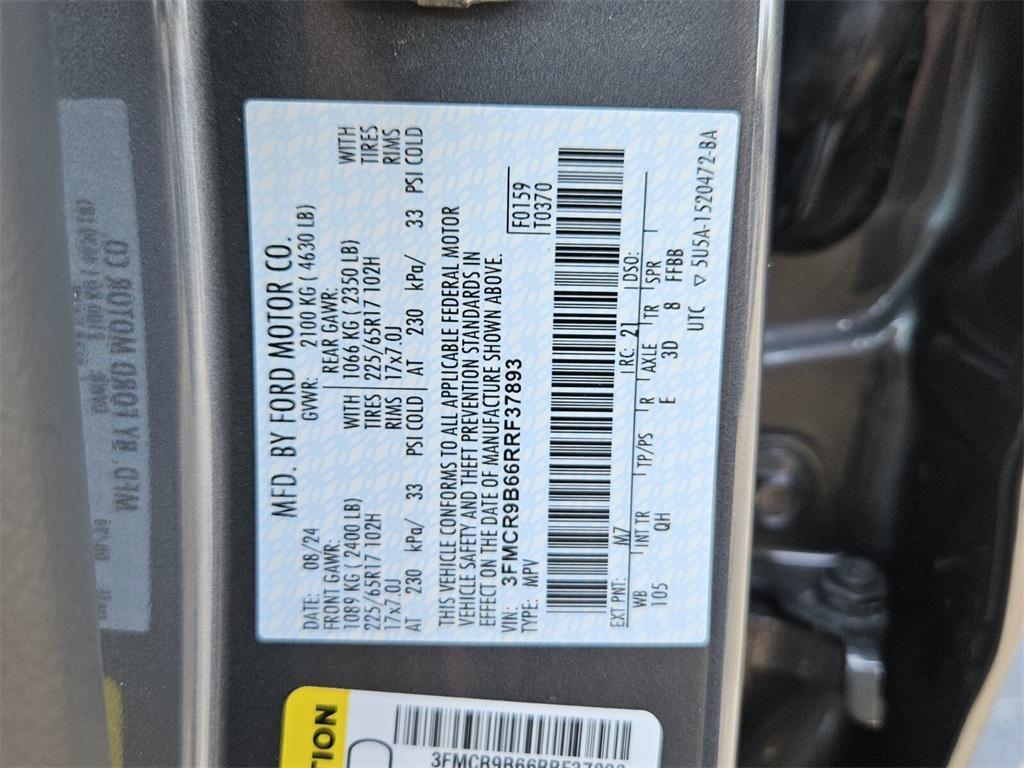 MFD. BY FORD MOTOR CO.
DATE: 08/24 GVWR: 2100 KG ( 4630 LB)
FRONT GAWR: REAR GAWR:
1089 KG ( 2400 LB) WITH 1066 KG ( 2350 LB) WITH
225/65R17 102H TIRES 225/65R17 102H TIRES
17x7.0J RIMS 17x7.0J RIMS
AT 230 kPa/ 33 PSI COLD AT 230 kPa/ 33 PSI COLD
THIS VEHICLE CONFORMS TO ALL APPLICABLE FEDERAL MOTOR
VEHICLE SAFETY AND THEFT PREVENTION STANDARDS IN
EFFECT ON THE DATE OF MANUFACTURE SHOWN ABOVE.
VIN: 3FMCR9B66RRF37893 F0159
TYPE: MPV T0370
EXT PNT: M7 RC: 21 DSO:
WB INT TR TP/PS R AXLE TR SPR
105 QH E 3D 8 FFBB
UTC ▽ 5U5A-1520472-BA
TION
3FMCR9B66RRF37893
MFD. BY FORD MOTOR CO